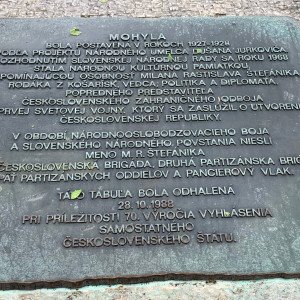 MOHYLA
BOLA POSTAVENÁ V ROKOCH 1927-1928
PODĽA PROJEKTU NÁRODNÉHO UMELCA DUŠANA JURKOVIČA
ROZHODNUTÍM SLOVENSKEJ NÁRODNEJ RADY SA ROKU 1968
STALA NÁRODNOU KULTÚRNOU PAMIATKOU,
PRIPOMÍNAJÚCOU OSOBNOSŤ MILANA RASTISLAVA ŠTEFÁNIKA
RODÁKA Z KOŠARÍSK, VEDCA, POLITIKA A DIPLOMATA,
POPREDNÉHO PREDSTAVITEĽA
ČESKOSLOVENSKÉHO ZAHRANIČNÉHO ODBOJA
PRVEJ SVETOVEJ VOJNY, KTORÝ SA ZASLÚŽIL O UTVORENIE
ČESKOSLOVENSKEJ REPUBLIKY.
V OBDOBÍ NÁRODNOOSLOBODZOVACIEHO BOJA
A SLOVENSKÉHO NÁRODNÉHO POVSTANIA NIESLI
MENO M. R. ŠTEFÁNIKA
ČESKOSLOVENSKÁ BRIGÁDA, DRUHÁ PARTIZÁNSKA BRIGÁDA
PÄŤ PARTIZÁNSKYCH ODDIELOV A PANCIEROVÝ VLAK.
TÁTO TABUĽA BOLA ODHALENÁ
28.10.1988
PRI PRÍLEŽITOSTI 70. VÝROČIA VYHLÁSENIA
SAMOSTATNÉHO
ČESKOSLOVENSKÉHO ŠTÁTU.